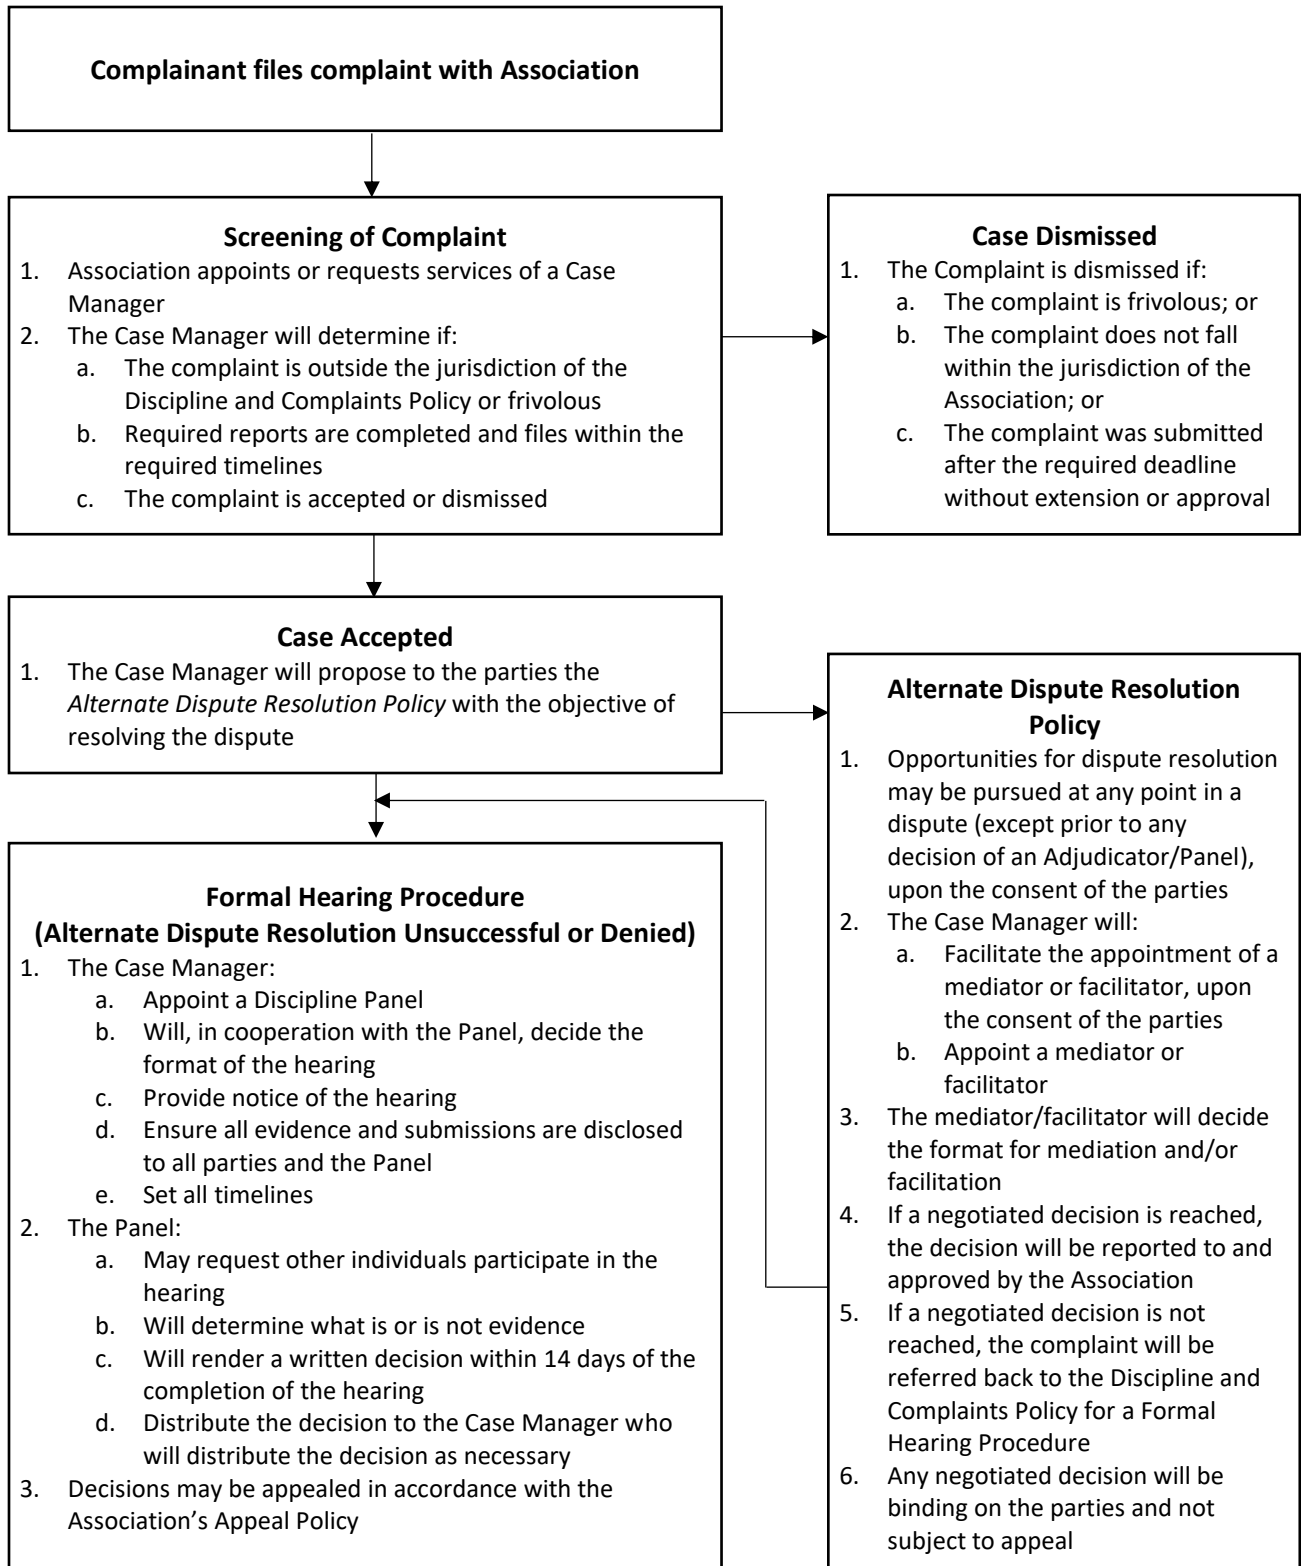 Complainant files complaint with Association
Screening of Complaint
1. Association appoints or requests services of a Case
Manager
2. The Case Manager will determine if:
a. The complaint is outside the jurisdiction of the
Discipline and Complaints Policy or frivolous
b. Required reports are completed and files within the
required timelines
c. The complaint is accepted or dismissed
Case Dismissed
1. The Complaint is dismissed if:
a. The complaint is frivolous; or
b. The complaint does not fall
within the jurisdiction of the
Association; or
c. The complaint was submitted
after the required deadline
without extension or approval
Case Accepted
1. The Case Manager will propose to the parties the
Alternate Dispute Resolution Policy with the objective of
resolving the dispute
Alternate Dispute Resolution
Policy
1. Opportunities for dispute resolution
may be pursued at any point in a
dispute (except prior to any
decision of an Adjudicator/Panel),
upon the consent of the parties
2. The Case Manager will:
a. Facilitate the appointment of a
mediator or facilitator, upon
the consent of the parties
b. Appoint a mediator or
facilitator
3. The mediator/facilitator will decide
the format for mediation and/or
facilitation
4. If a negotiated decision is reached,
the decision will be reported to and
approved by the Association
5. If a negotiated decision is not
reached, the complaint will be
referred back to the Discipline and
Complaints Policy for a Formal
Hearing Procedure
6. Any negotiated decision will be
binding on the parties and not
subject to appeal
Formal Hearing Procedure
(Alternate Dispute Resolution Unsuccessful or Denied)
1. The Case Manager:
a. Appoint a Discipline Panel
b. Will, in cooperation with the Panel, decide the
format of the hearing
c. Provide notice of the hearing
d. Ensure all evidence and submissions are disclosed
to all parties and the Panel
e. Set all timelines
2. The Panel:
a. May request other individuals participate in the
hearing
b. Will determine what is or is not evidence
c. Will render a written decision within 14 days of the
completion of the hearing
d. Distribute the decision to the Case Manager who
will distribute the decision as necessary
3. Decisions may be appealed in accordance with the
Association’s Appeal Policy